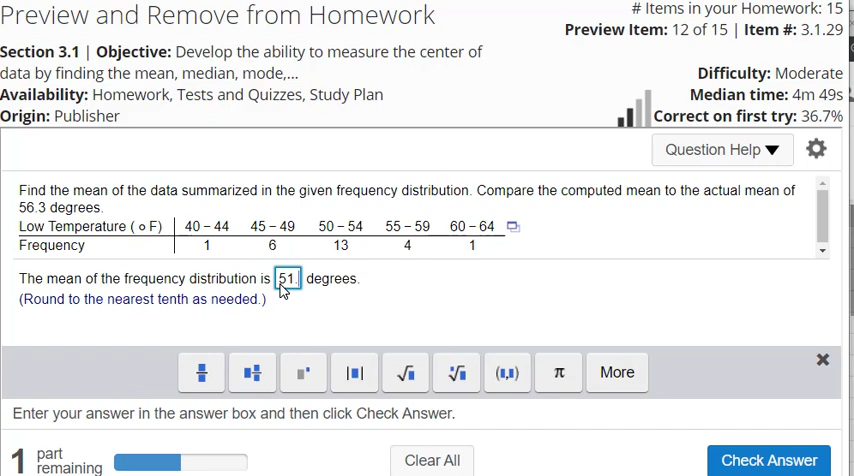 Preview and Remove from Homework
# Items in your Homework: 15
Preview Item: 12 of 15 | Item #: 3.1.29
Section 3.1 | Objective: Develop the ability to measure the center of
data by finding the mean, median, mode,...
Availability: Homework, Tests and Quizzes, Study Plan
Origin: Publisher
Difficulty: Moderate
Median time: 4m 49s
Correct on first try: 36.7%
Question Help
Find the mean of the data summarized in the given frequency distribution. Compare the computed mean to the actual mean of
56.3 degrees.
Low Temperature ( o F) 40 – 44 45 – 49 50 – 54 55 – 59 60 – 64
Frequency 1 6 13 4 1
The mean of the frequency distribution is 51. degrees.
(Round to the nearest tenth as needed.)
π More
Enter your answer in the answer box and then click Check Answer.
1 part
remaining
Clear All
Check Answer